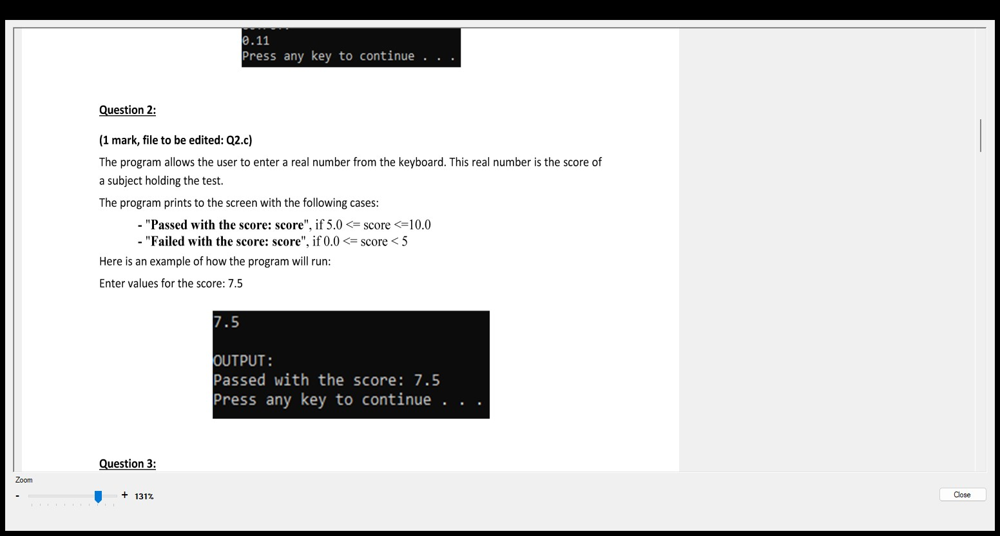 0.11
Press any key to continue . . .
Question 2:
(1 mark, file to be edited: Q2.c)
The program allows the user to enter a real number from the keyboard. This real number is the score of
a subject holding the test.
The program prints to the screen with the following cases:
- "Passed with the score: score", if 5.0 <= score <=10.0
- "Failed with the score: score", if 0.0 <= score < 5
Here is an example of how the program will run:
Enter values for the score: 7.5
7.5
OUTPUT:
Passed with the score: 7.5
Press any key to continue . . .
Question 3:
Zoom
- + 131%
Close